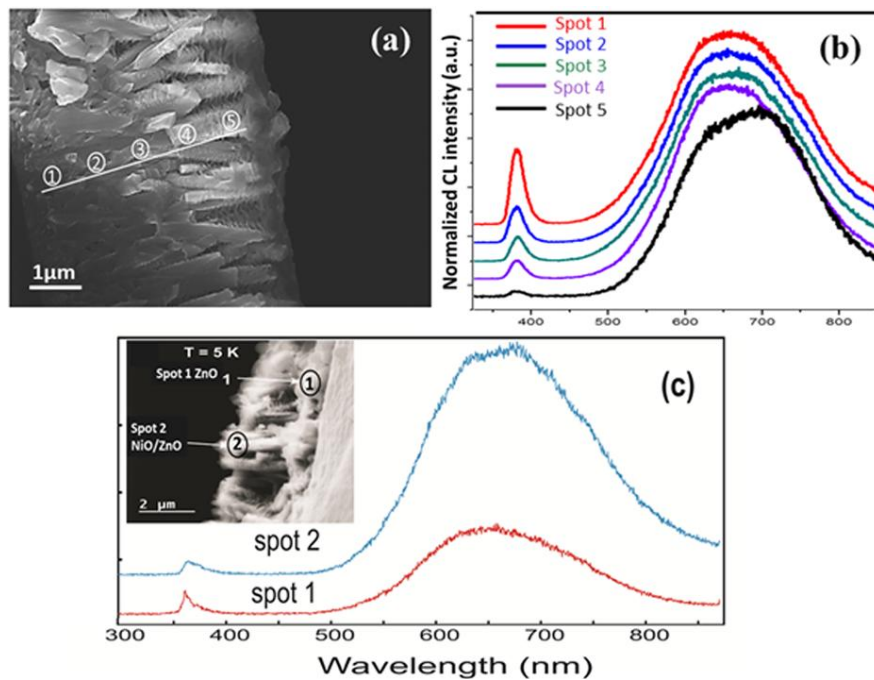 (a)
①
②
③
④
⑤
1µm
(b)
Spot 1
Spot 2
Spot 3
Spot 4
Spot 5
Normalized CL intensity (a.u.)
400
500
600
700
800
(c)
T = 5 K
Spot 1 ZnO
1
①
Spot 2
NiO/ZnO
②
2 µm
spot 2
spot 1
300
400
500
600
700
800
Wavelength (nm)